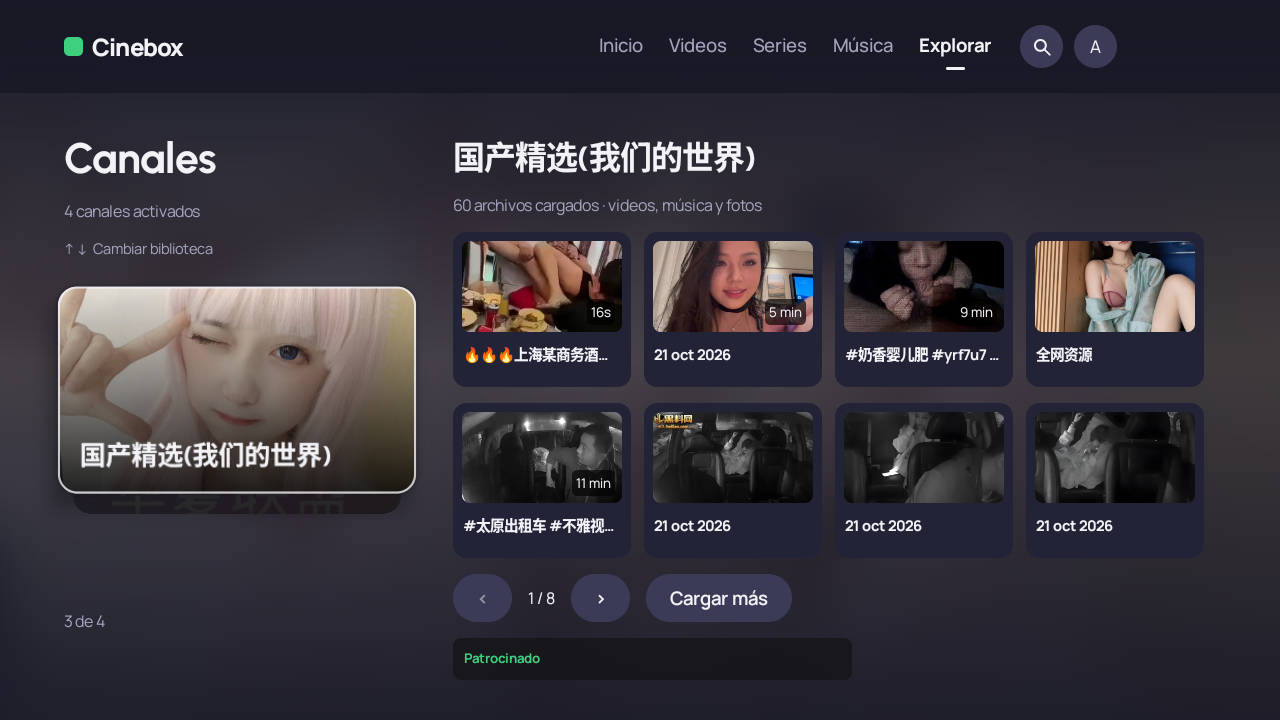 Cinebox
Inicio
Videos
Series
Música
Explorar
A
Canales
4 canales activados
↑ ↓ Cambiar biblioteca
国产精选(我们的世界)
3 de 4
国产精选(我们的世界)
60 archivos cargados · videos, música y fotos
16s
5 min
9 min
🔥🔥🔥上海某商务酒...
21 oct 2026
#奶香婴儿肥 #yrf7u7 ...
全网资源
11 min
黑料网
#太原出租车 #不雅视...
21 oct 2026
21 oct 2026
21 oct 2026
‹
1 / 8
›
Cargar más
Patrocinado